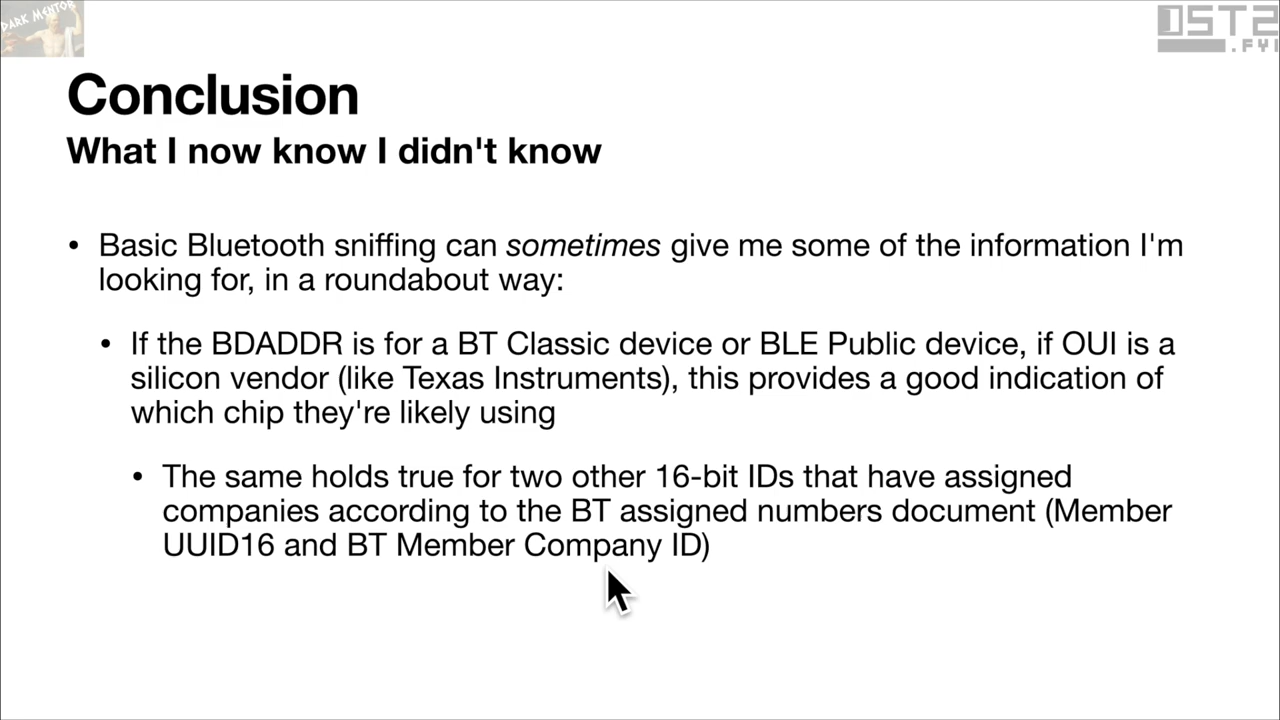 DARK MENTOR
OST2
.FYI
Conclusion
What I now know I didn't know
• Basic Bluetooth sniffing can sometimes give me some of the information I'm
looking for, in a roundabout way:
• If the BDADDR is for a BT Classic device or BLE Public device, if OUI is a
silicon vendor (like Texas Instruments), this provides a good indication of
which chip they're likely using
• The same holds true for two other 16-bit IDs that have assigned
companies according to the BT assigned numbers document (Member
UUID16 and BT Member Company ID)